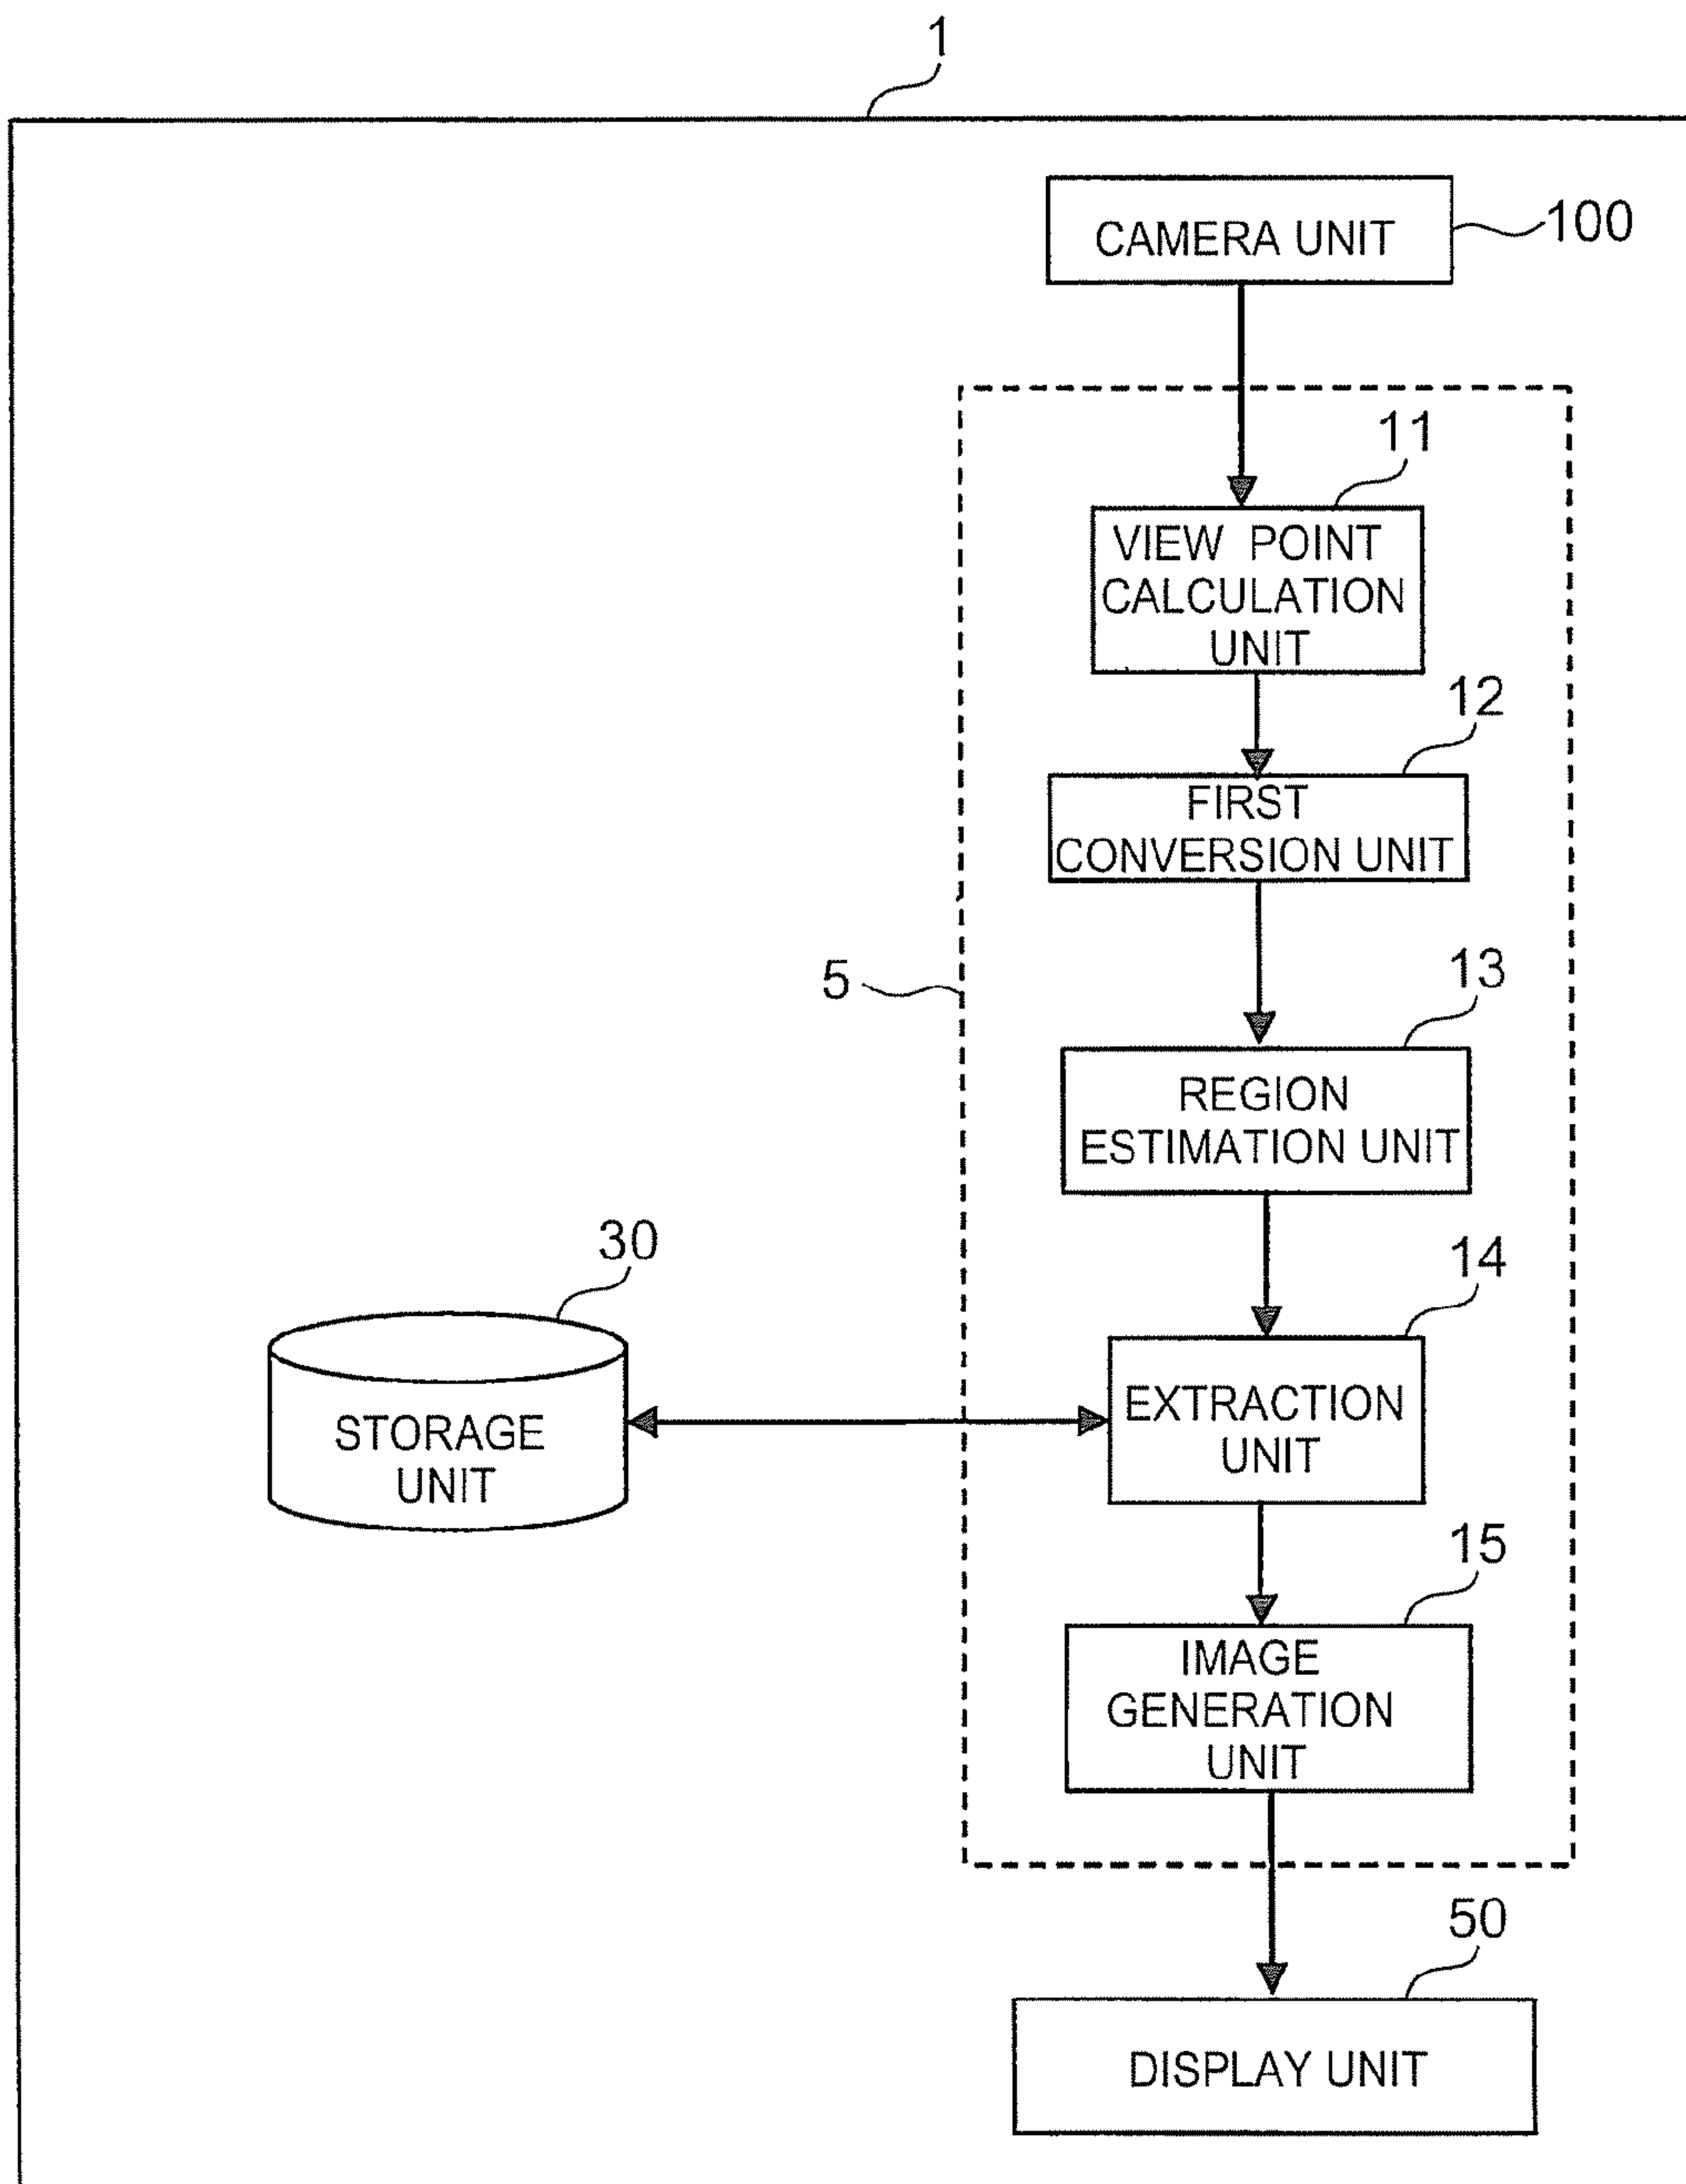 1
CAMERA UNIT
100
11
VIEW POINT
CALCULATION
UNIT
12
FIRST
CONVERSION UNIT
5
13
REGION
ESTIMATION UNIT
30
STORAGE
UNIT
14
EXTRACTION
UNIT
15
IMAGE
GENERATION
UNIT
50
DISPLAY UNIT